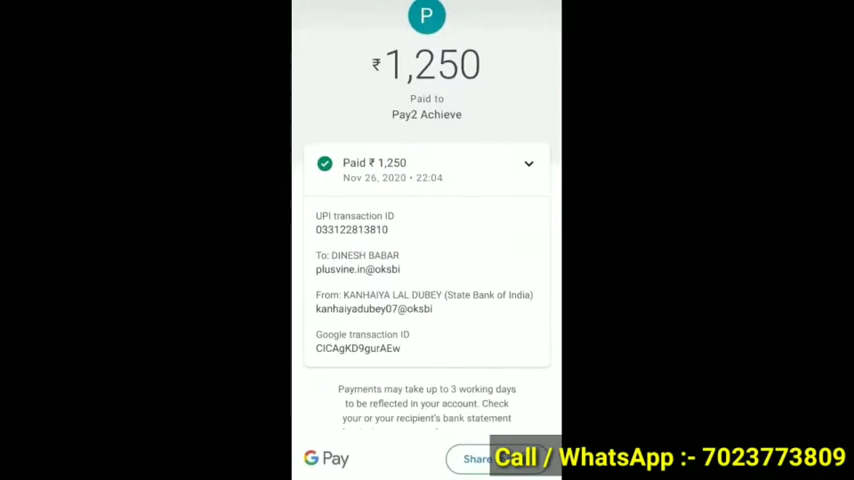 P
₹1,250
Paid to
Pay2 Achieve
Paid ₹ 1,250
Nov 26, 2020 • 22:04
UPI transaction ID
033122813810
To: DINESH BABAR
plusvine.in@oksbi
From: KANHAIYA LAL DUBEY (State Bank of India)
kanhaiyadubey07@oksbi
Google transaction ID
CICAgKD9gurAEw
Payments may take up to 3 working days
to be reflected in your account. Check
your or your recipient's bank statement
G Pay
Share
Call / WhatsApp :- 7023773809